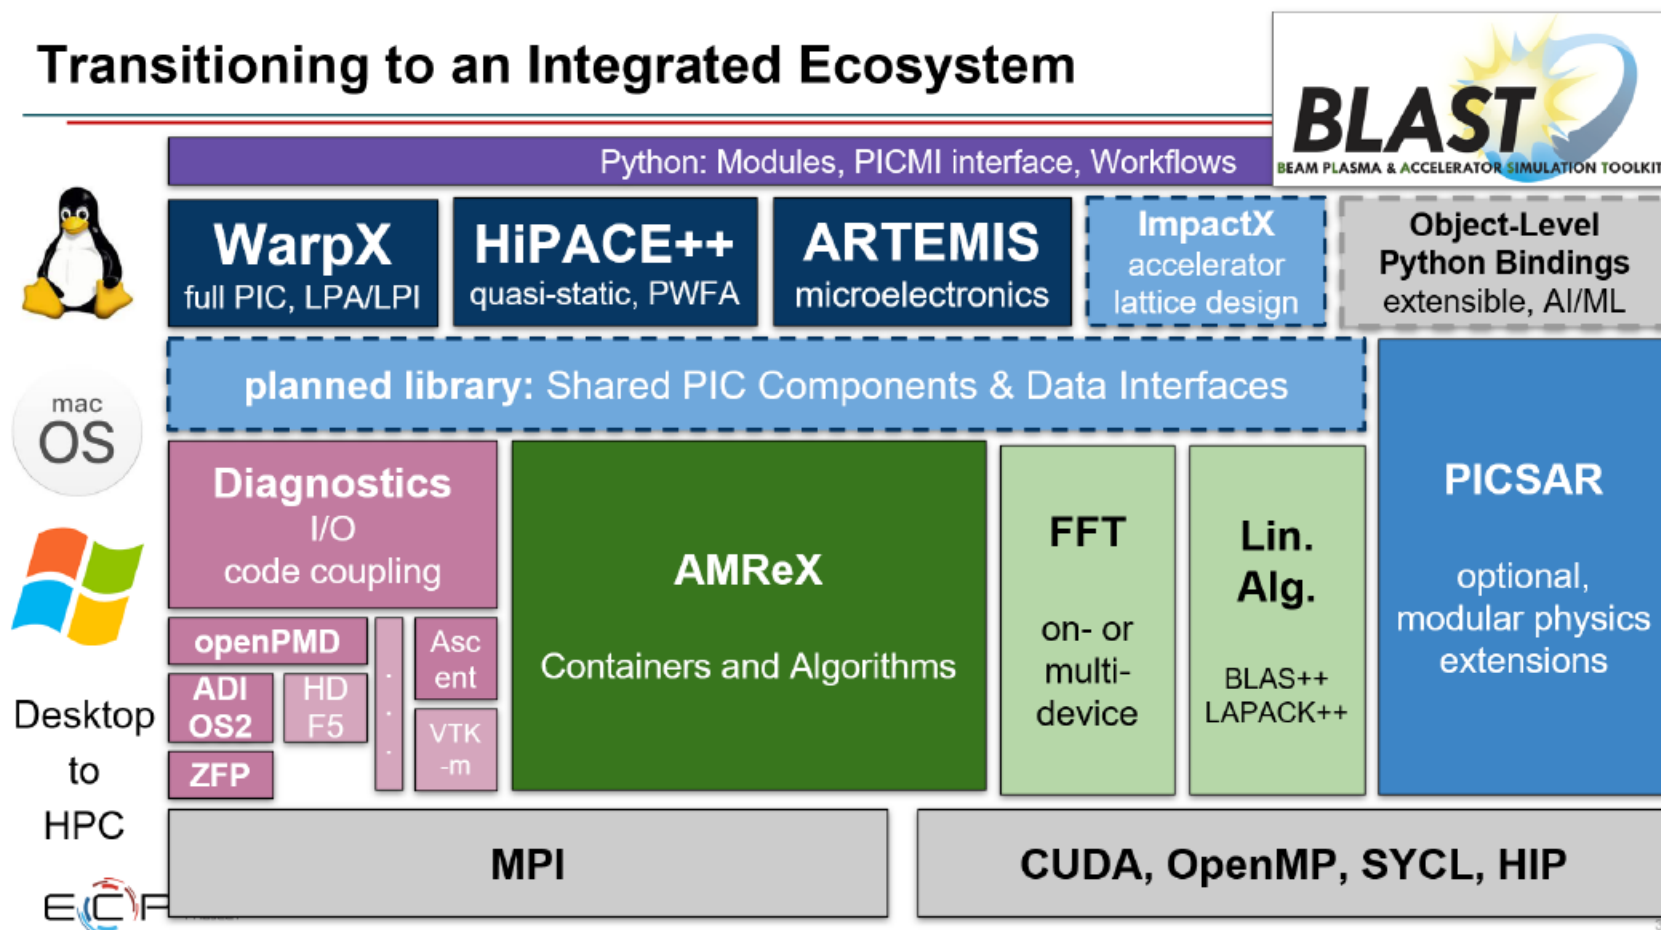 Transitioning to an Integrated Ecosystem
BLAST
BEAM PLASMA & ACCELERATOR SIMULATION TOOLKIT
Python: Modules, PICMI interface, Workflows
WarpX
full PIC, LPA/LPI
HiPACE++
quasi-static, PWFA
ARTEMIS
microelectronics
ImpactX
accelerator
lattice design
Object-Level
Python Bindings
extensible, AI/ML
mac
OS
planned library: Shared PIC Components & Data Interfaces
Diagnostics
I/O
code coupling
openPMD
ADI
OS2
HD
F5
ZFP
.
.
.
Asc
ent
VTK
-m
AMReX
Containers and Algorithms
FFT
on- or
multi-
device
Lin.
Alg.
BLAS++
LAPACK++
PICSAR
optional,
modular physics
extensions
Desktop
to
HPC
MPI
CUDA, OpenMP, SYCL, HIP
ECP
3